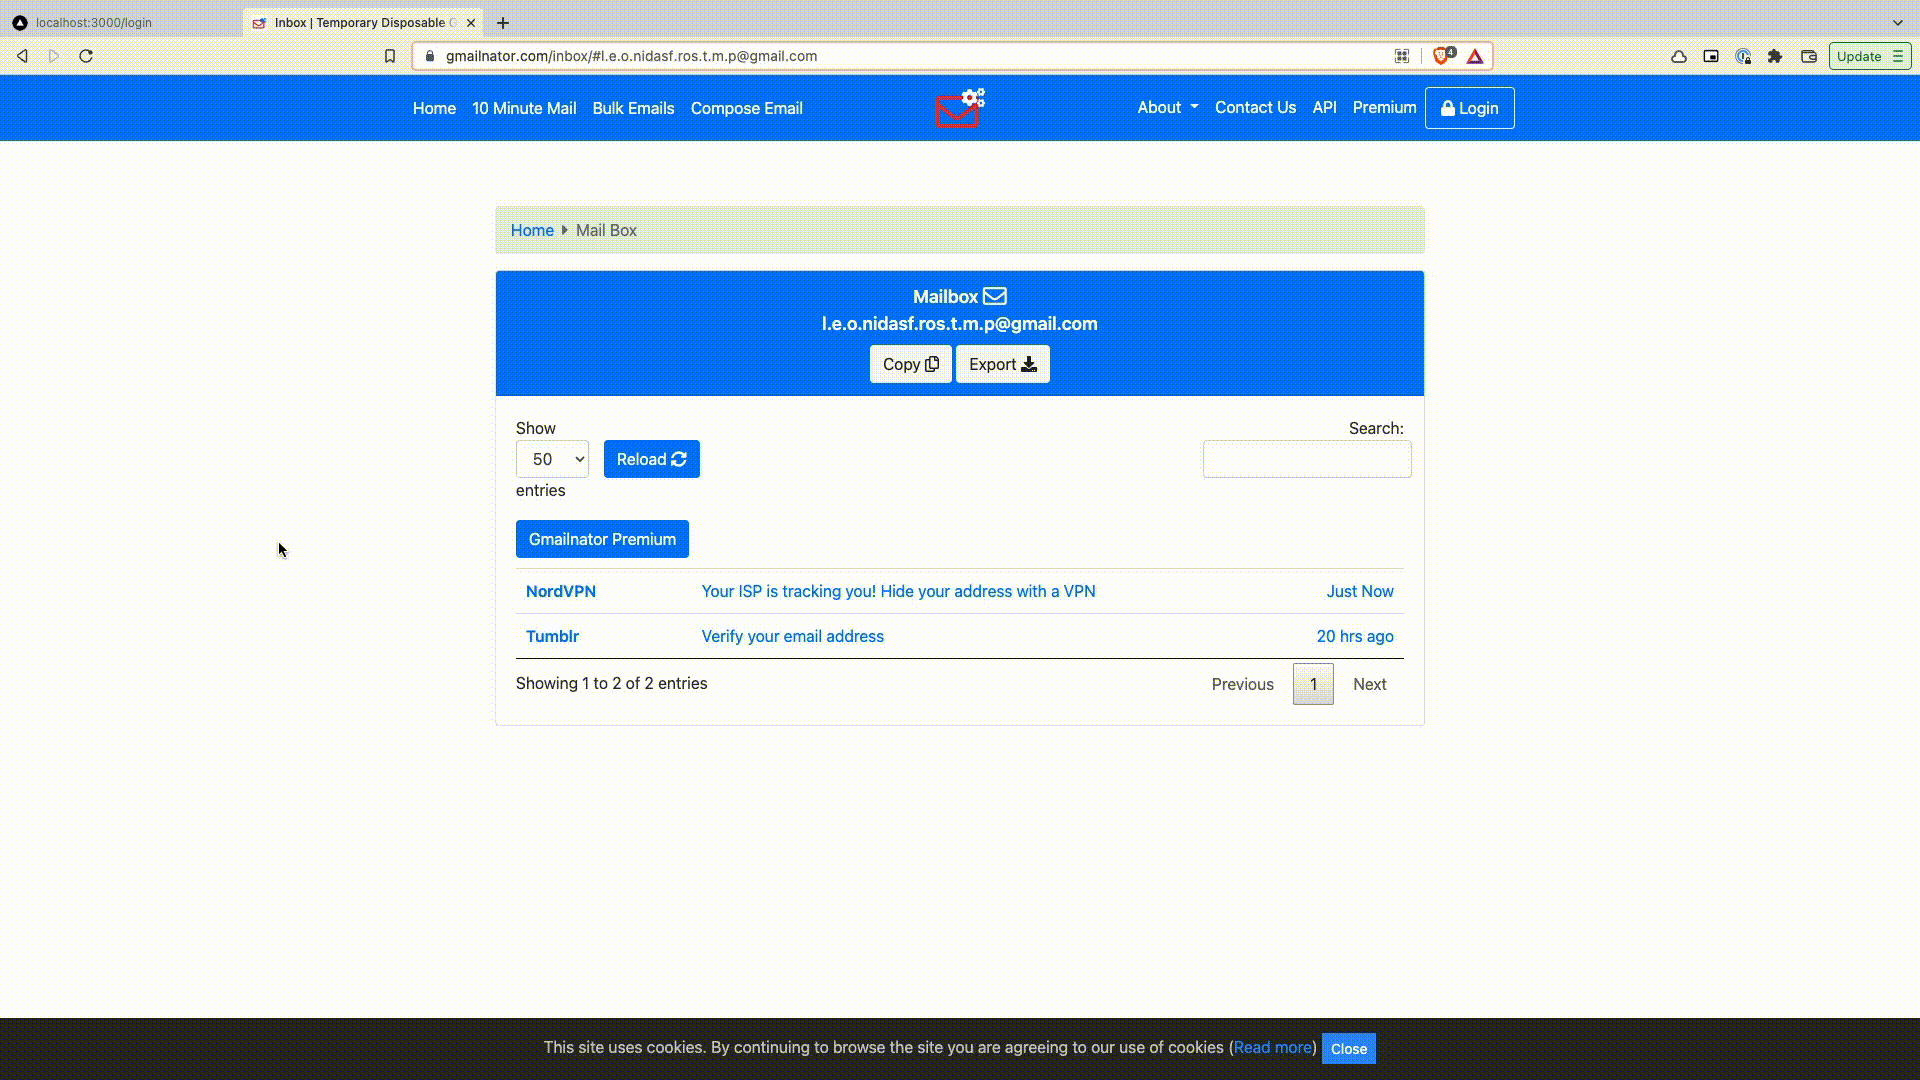 localhost:3000/login
Inbox | Temporary Disposable G
gmailnator.com/inbox/#l.e.o.nidasf.ros.t.m.p@gmail.com
4
Update
Home
10 Minute Mail
Bulk Emails
Compose Email
About
Contact Us
API
Premium
Login
Home
Mail Box
Mailbox
l.e.o.nidasf.ros.t.m.p@gmail.com
Copy
Export
Show
Search:
50
Reload
entries
Gmailnator Premium
NordVPN Your ISP is tracking you! Hide your address with a VPN Just Now
Tumblr Verify your email address 20 hrs ago
Showing 1 to 2 of 2 entries
Previous 1 Next
This site uses cookies. By continuing to browse the site you are agreeing to our use of cookies (Read more) Close